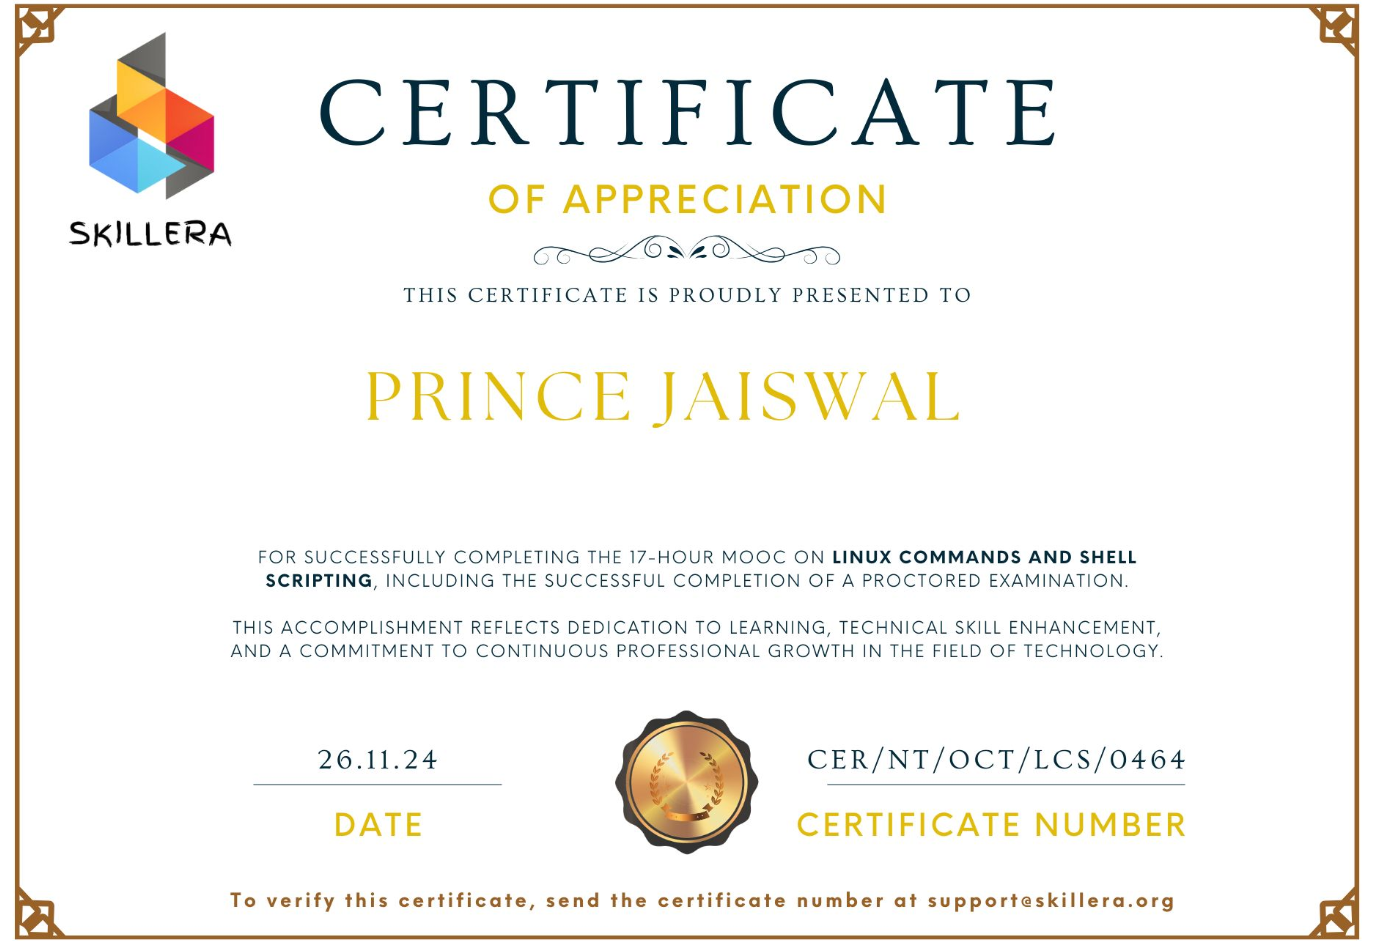 SKILLERA
CERTIFICATE
OF APPRECIATION
THIS CERTIFICATE IS PROUDLY PRESENTED TO
PRINCE JAISWAL
FOR SUCCESSFULLY COMPLETING THE 17-HOUR MOOC ON LINUX COMMANDS AND SHELL
SCRIPTING, INCLUDING THE SUCCESSFUL COMPLETION OF A PROCTORED EXAMINATION.
THIS ACCOMPLISHMENT REFLECTS DEDICATION TO LEARNING, TECHNICAL SKILL ENHANCEMENT,
AND A COMMITMENT TO CONTINUOUS PROFESSIONAL GROWTH IN THE FIELD OF TECHNOLOGY.
26.11.24
DATE
CER/NT/OCT/LCS/0464
CERTIFICATE NUMBER
To verify this certificate, send the certificate number at support@skillera.org